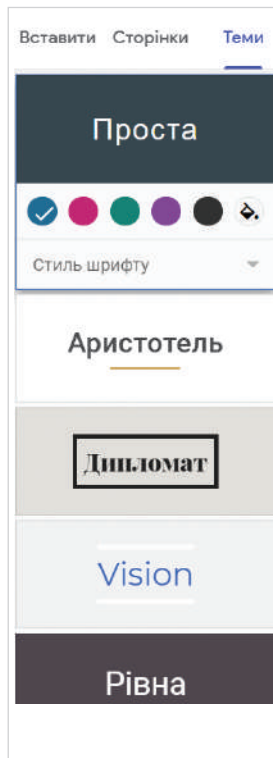 Вставити Сторінки Теми
Проста
Стиль шрифту
Аристотель
Дипломат
Vision
Рівна